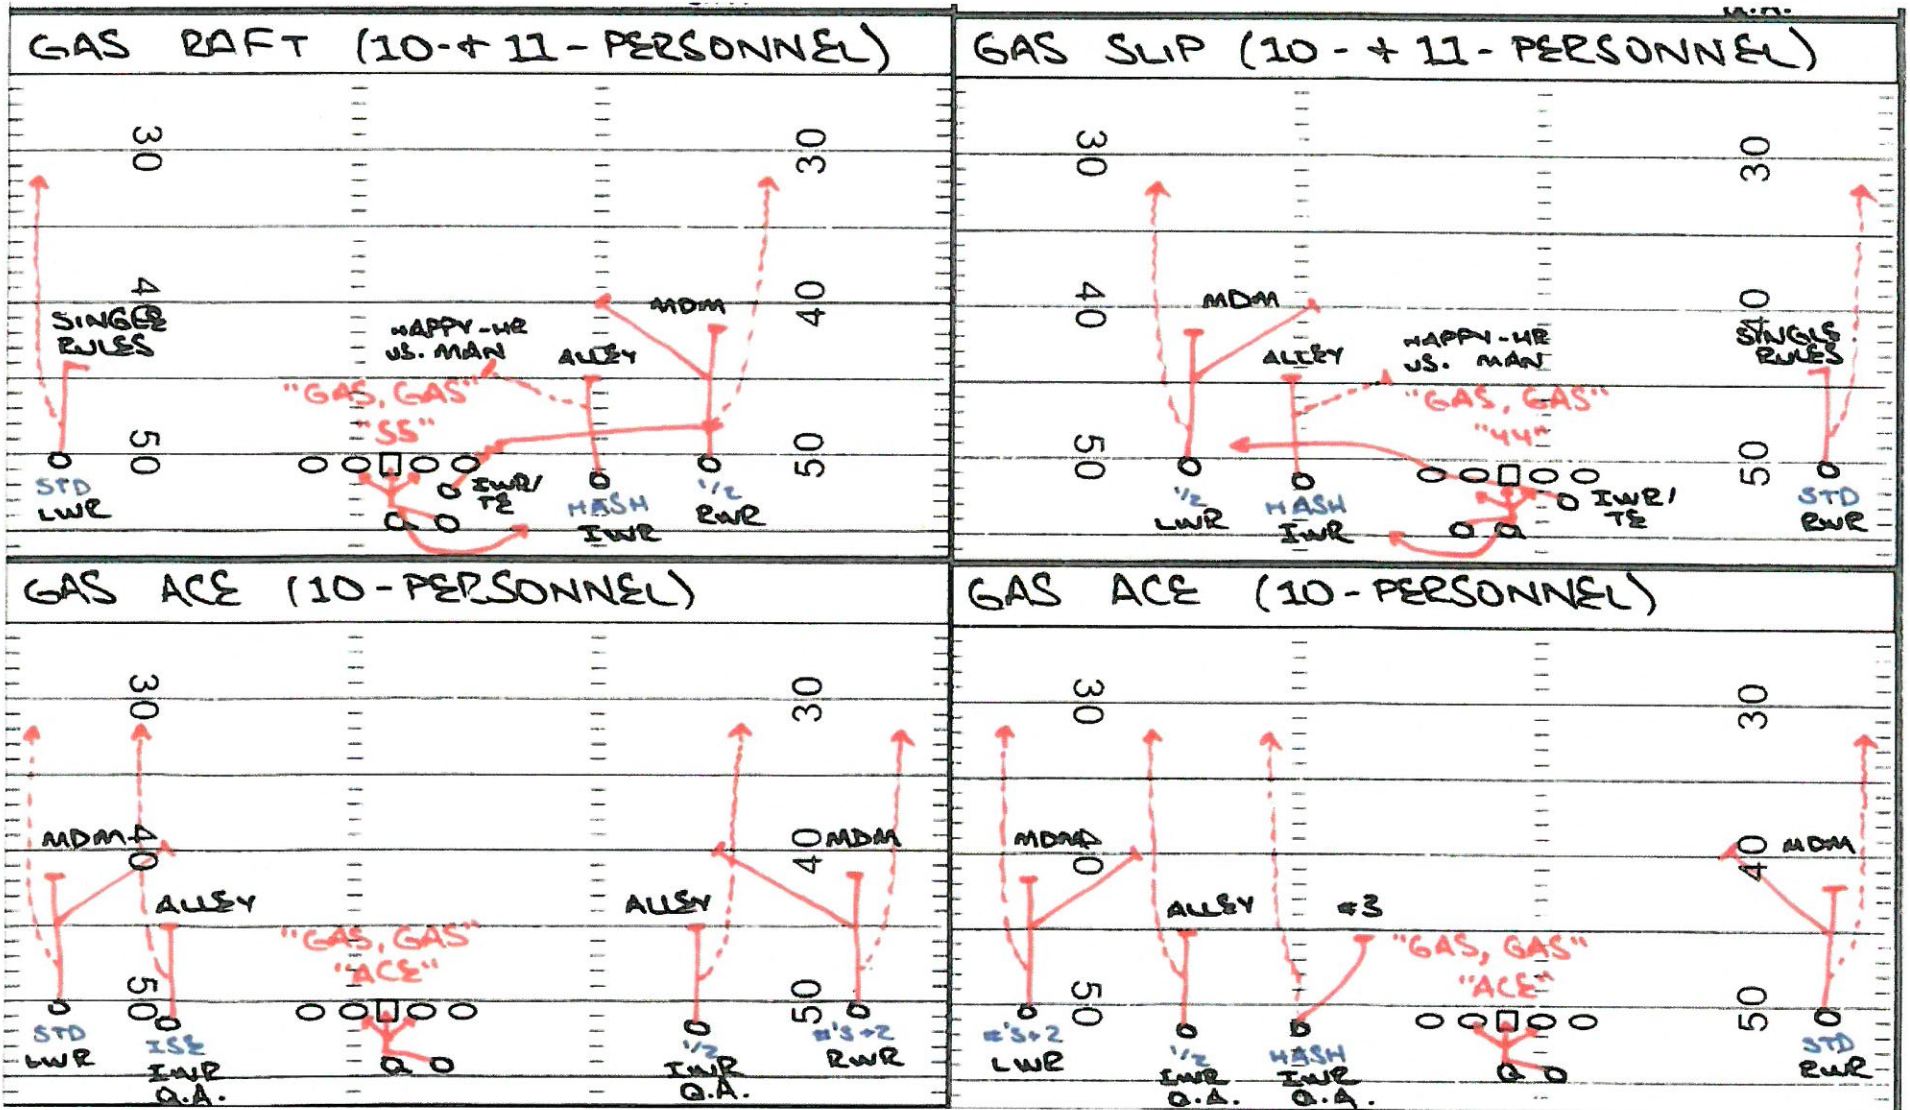 GAS RAFT (10-+ 11-PERSONNEL)
30
30
40
40
MDM
SINGLE
RULES
HAPPY-HR
VS. MAN
ALLEY
"GAS, GAS"
"55"
50
50
STD
LWR
IWR/
TE
HASH
IWR
1/2
RWR
GAS SLIP (10-+ 11-PERSONNEL)
30
30
40
40
MDM
ALLEY
HAPPY-HR
VS. MAN
SINGLE
RULES
"GAS, GAS"
"44"
50
50
1/2
LWR
HASH
IWR
IWR/
TE
STD
RWR
GAS ACE (10-PERSONNEL)
30
30
40
40
MDM
MDM
ALLEY
ALLEY
"GAS, GAS"
"ACE"
50
50
STD
LWR
ISE
IWR
Q.A.
1/2
IWR
Q.A.
#'S+2
RWR
GAS ACE (10-PERSONNEL)
30
30
40
40
MDM
MDM
ALLEY
#3
"GAS, GAS"
"ACE"
50
50
#'S+2
LWR
1/2
IWR
Q.A.
HASH
IWR
Q.A.
STD
RWR